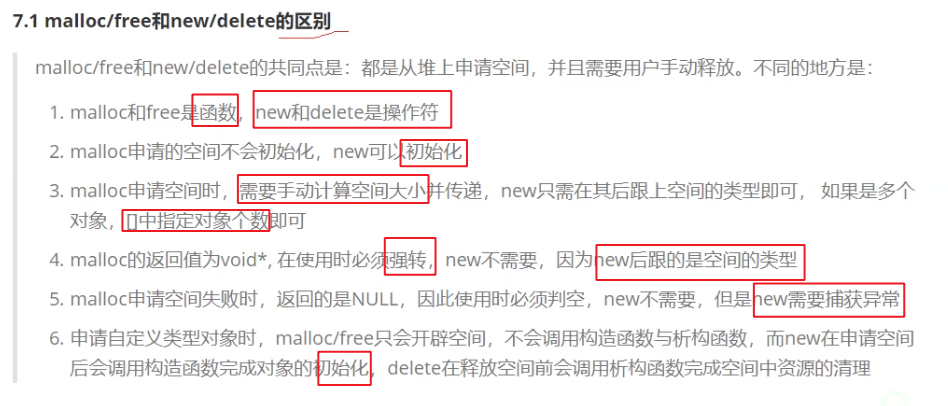 7.1 malloc/free和new/delete的区别
malloc/free和new/delete的共同点是：都是从堆上申请空间，并且需要用户手动释放。不同的地方是：
1. malloc和free是函数，new和delete是操作符
2. malloc申请的空间不会初始化，new可以初始化
3. malloc申请空间时，需要手动计算空间大小并传递，new只需在其后跟上空间的类型即可， 如果是多个
对象，[]中指定对象个数即可
4. malloc的返回值为void*, 在使用时必须强转，new不需要，因为new后跟的是空间的类型
5. malloc申请空间失败时，返回的是NULL，因此使用时必须判空，new不需要，但是new需要捕获异常
6. 申请自定义类型对象时，malloc/free只会开辟空间，不会调用构造函数与析构函数，而new在申请空间
后会调用构造函数完成对象的初始化，delete在释放空间前会调用析构函数完成空间中资源的清理